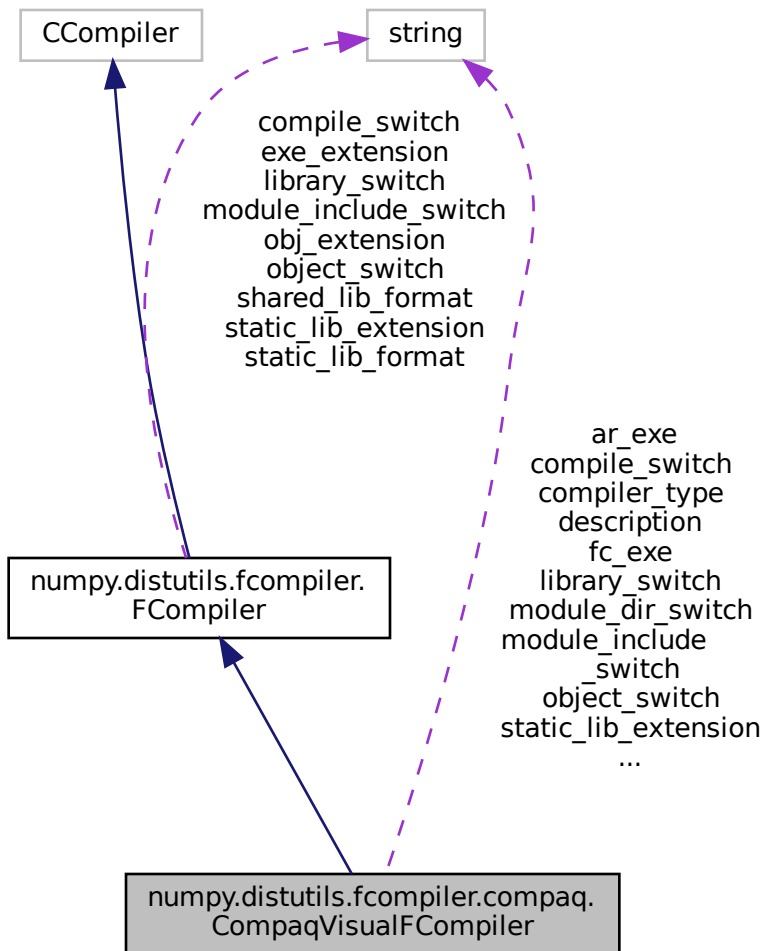 CCompiler
string
compile_switch
exe_extension
library_switch
module_include_switch
obj_extension
object_switch
shared_lib_format
static_lib_extension
static_lib_format
ar_exe
compile_switch
compiler_type
description
fc_exe
library_switch
module_dir_switch
module_include
_switch
object_switch
static_lib_extension
...
numpy.distutils.fcompiler.
FCompiler
numpy.distutils.fcompiler.compaq.
CompaqVisualFCompiler